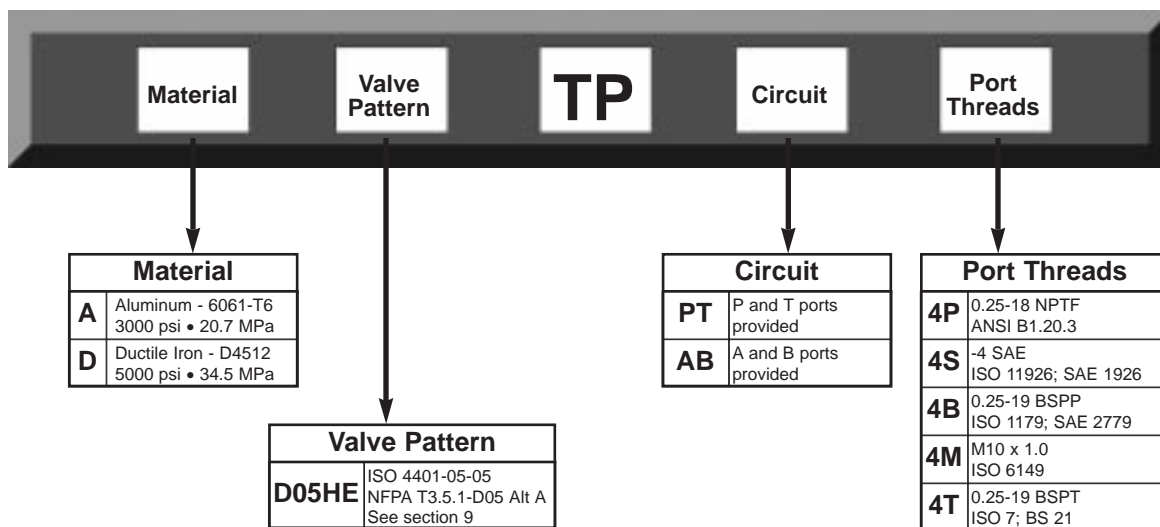 Material
Valve
Pattern
TP
Circuit
Port
Threads
Material
A
Aluminum - 6061-T6
3000 psi • 20.7 MPa
D
Ductile Iron - D4512
5000 psi • 34.5 MPa
Valve Pattern
D05HE
ISO 4401-05-05
NFPA T3.5.1-D05 Alt A
See section 9
Circuit
PT
P and T ports
provided
AB
A and B ports
provided
Port Threads
4P
0.25-18 NPTF
ANSI B1.20.3
4S
-4 SAE
ISO 11926; SAE 1926
4B
0.25-19 BSPP
ISO 1179; SAE 2779
4M
M10 x 1.0
ISO 6149
4T
0.25-19 BSPT
ISO 7; BS 21